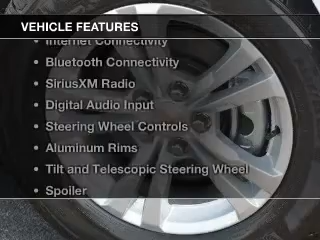 VEHICLE FEATURES
• Internet Connectivity
• Bluetooth Connectivity
• SiriusXM Radio
• Digital Audio Input
• Steering Wheel Controls
• Aluminum Rims
• Tilt and Telescopic Steering Wheel
• Spoiler